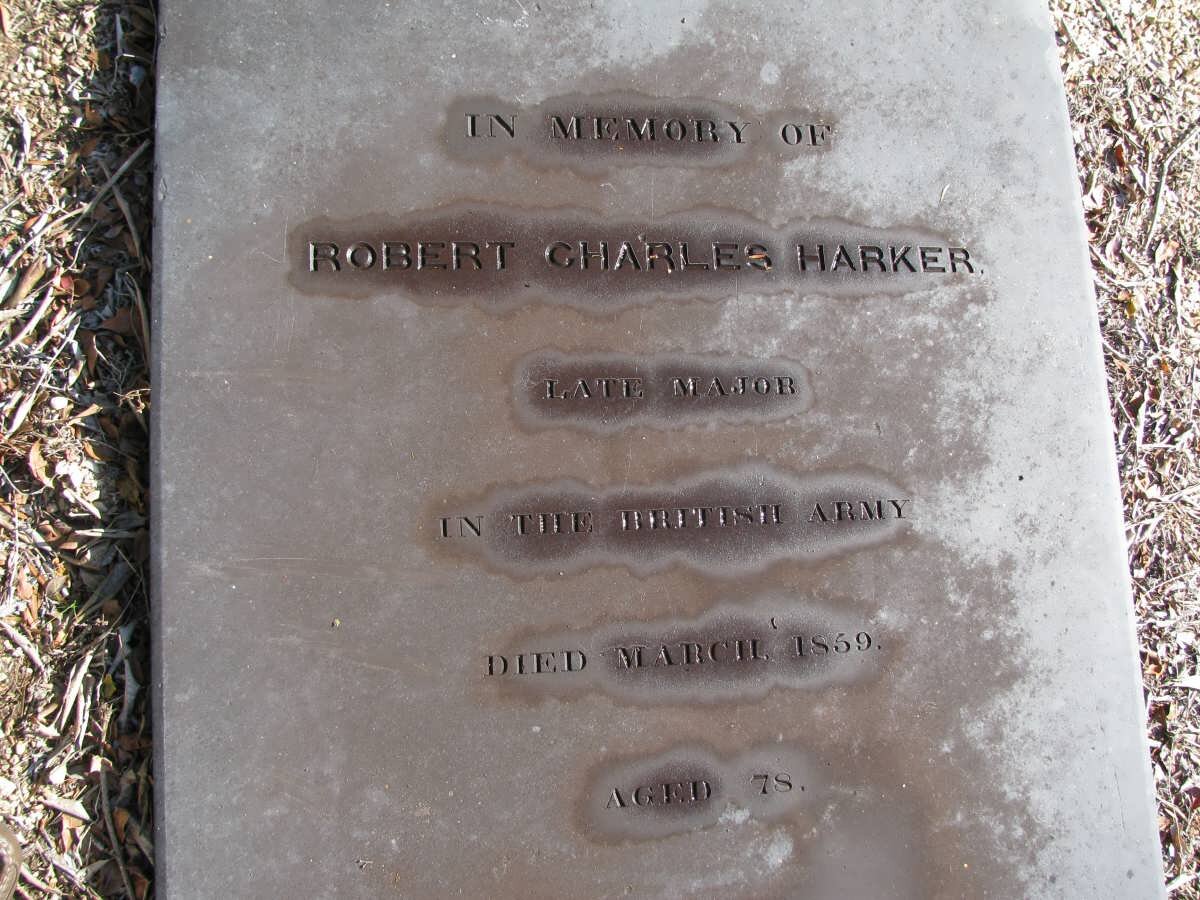 IN MEMORY OF
ROBERT CHARLES HARKER.
LATE MAJOR
IN THE BRITISH ARMY
DIED MARCH, 1859.
AGED 78.